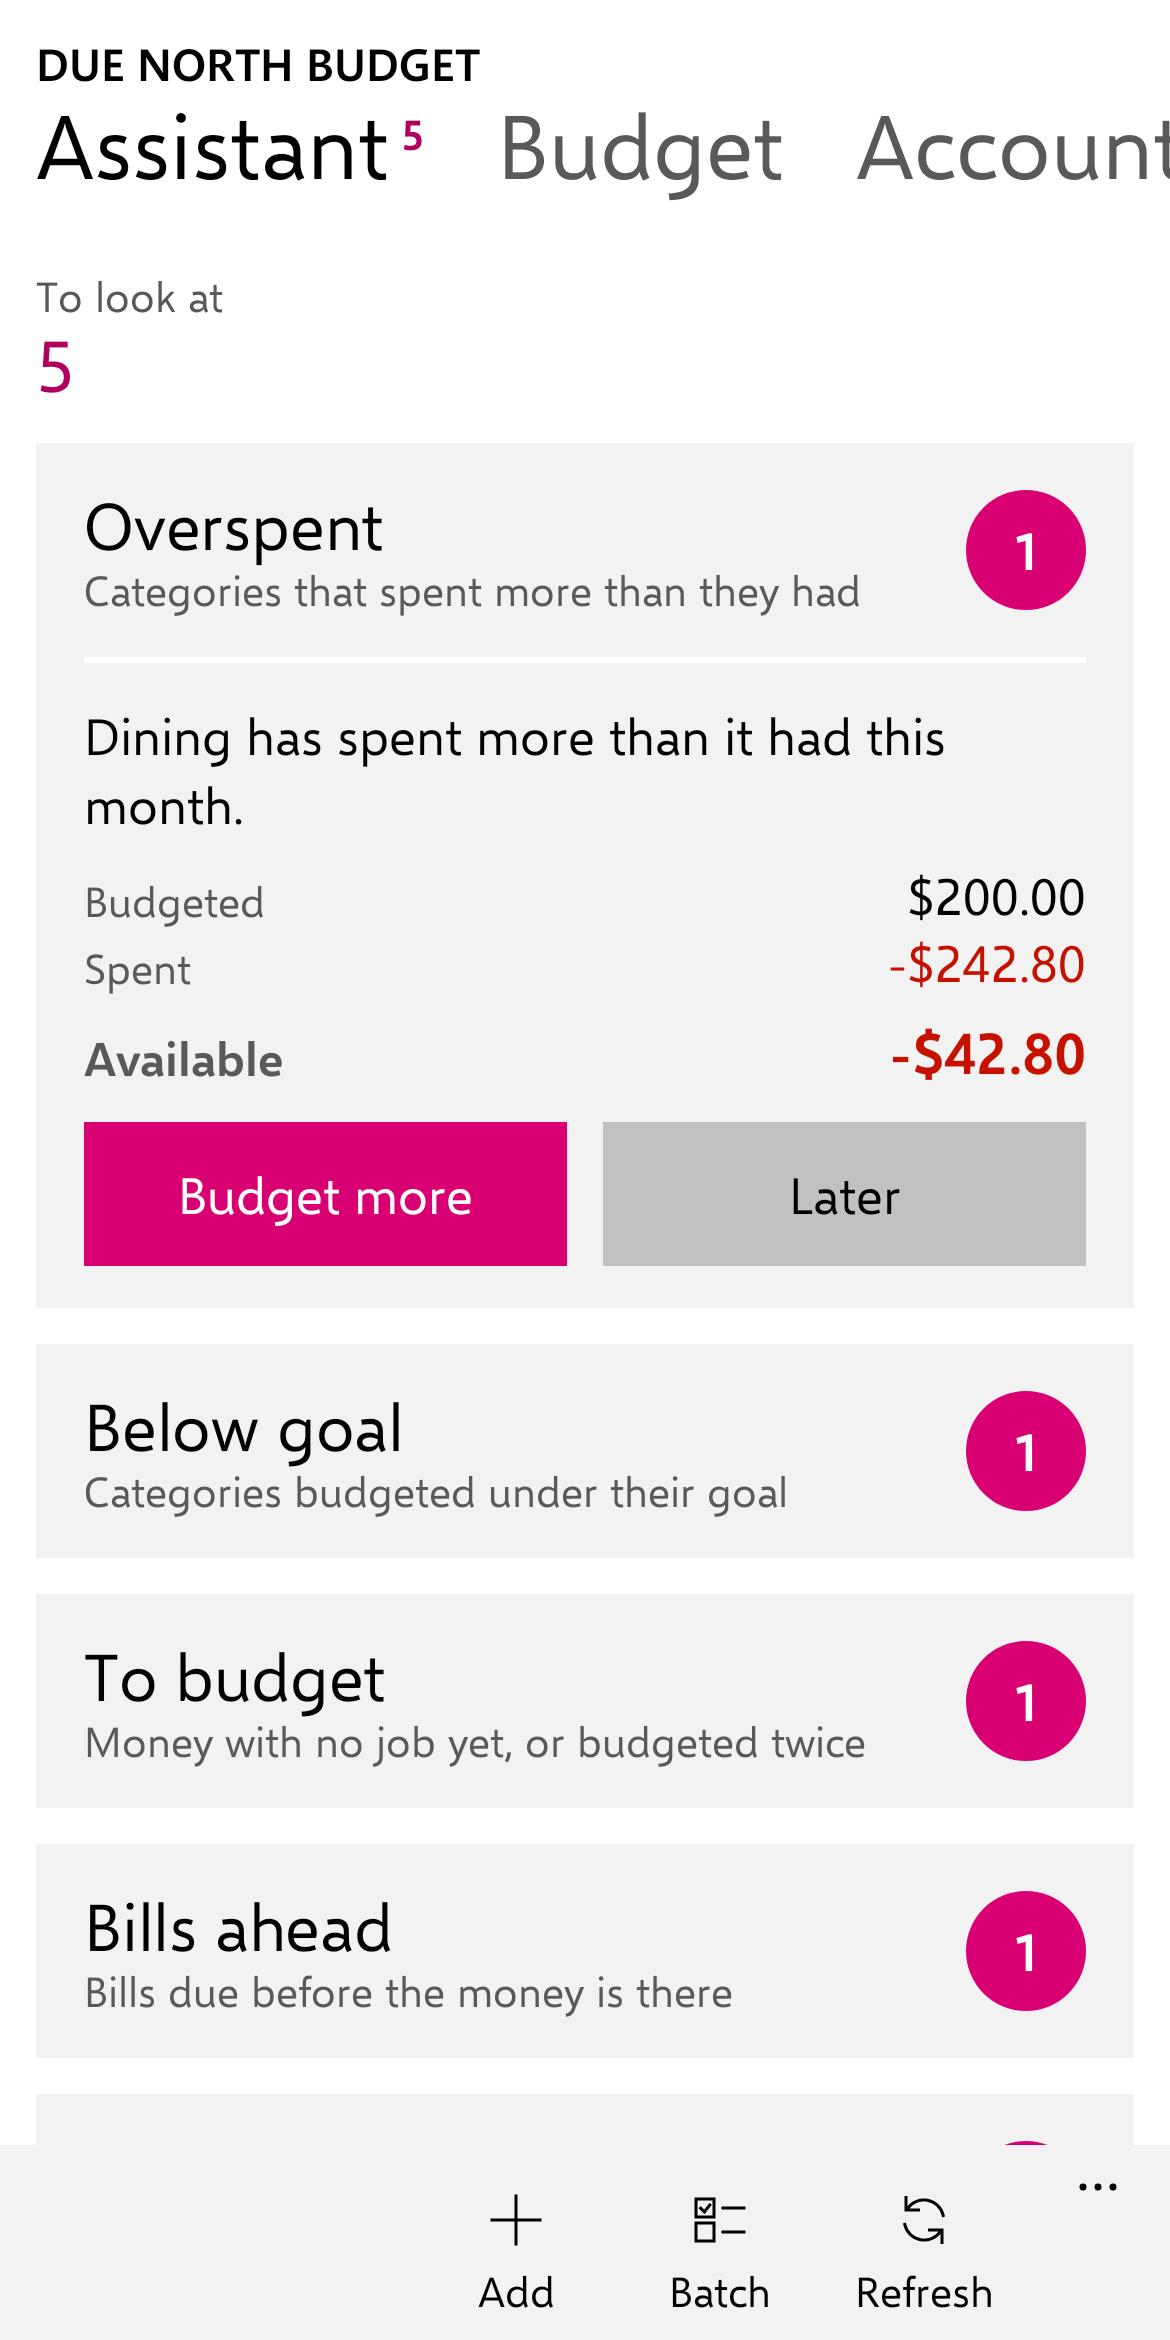 DUE NORTH BUDGET
Assistant 5 Budget Account
To look at
5
Overspent
1
Categories that spent more than they had
Dining has spent more than it had this
month.
Budgeted $200.00
Spent -$242.80
Available -$42.80
Budget more Later
Below goal
1
Categories budgeted under their goal
To budget
1
Money with no job yet, or budgeted twice
Bills ahead
1
Bills due before the money is there
Add Batch Refresh